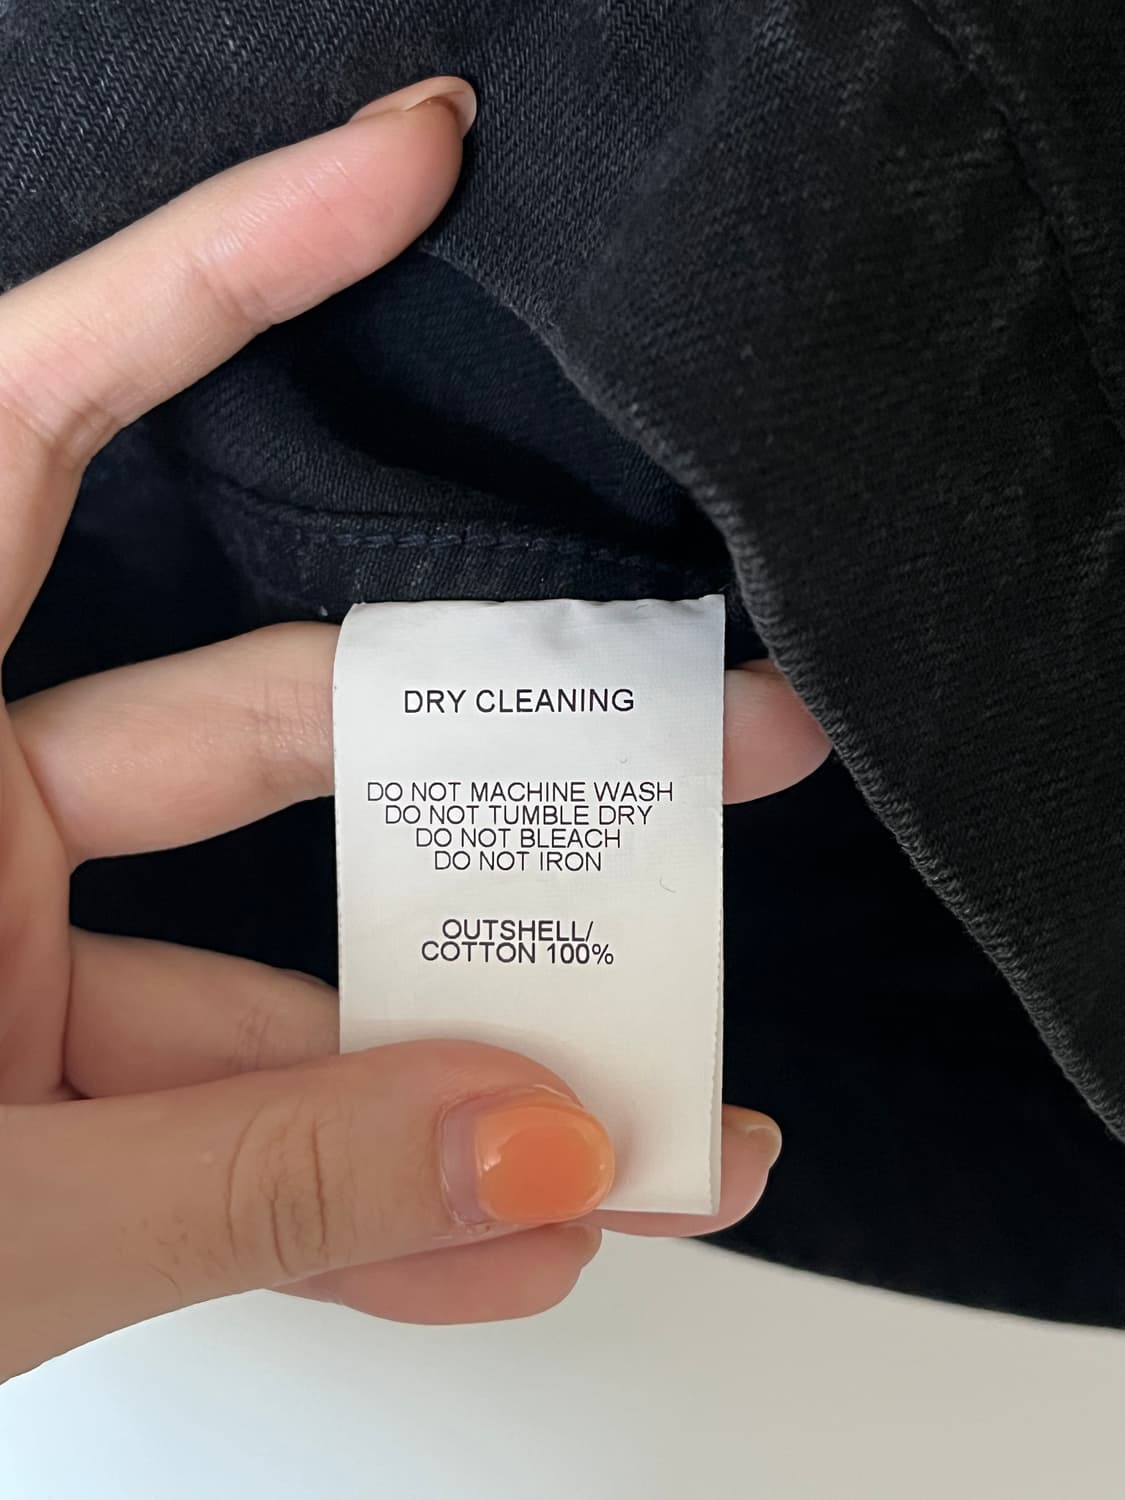 DRY CLEANING
DO NOT MACHINE WASH
DO NOT TUMBLE DRY
DO NOT BLEACH
DO NOT IRON
OUTSHELL/
COTTON 100%